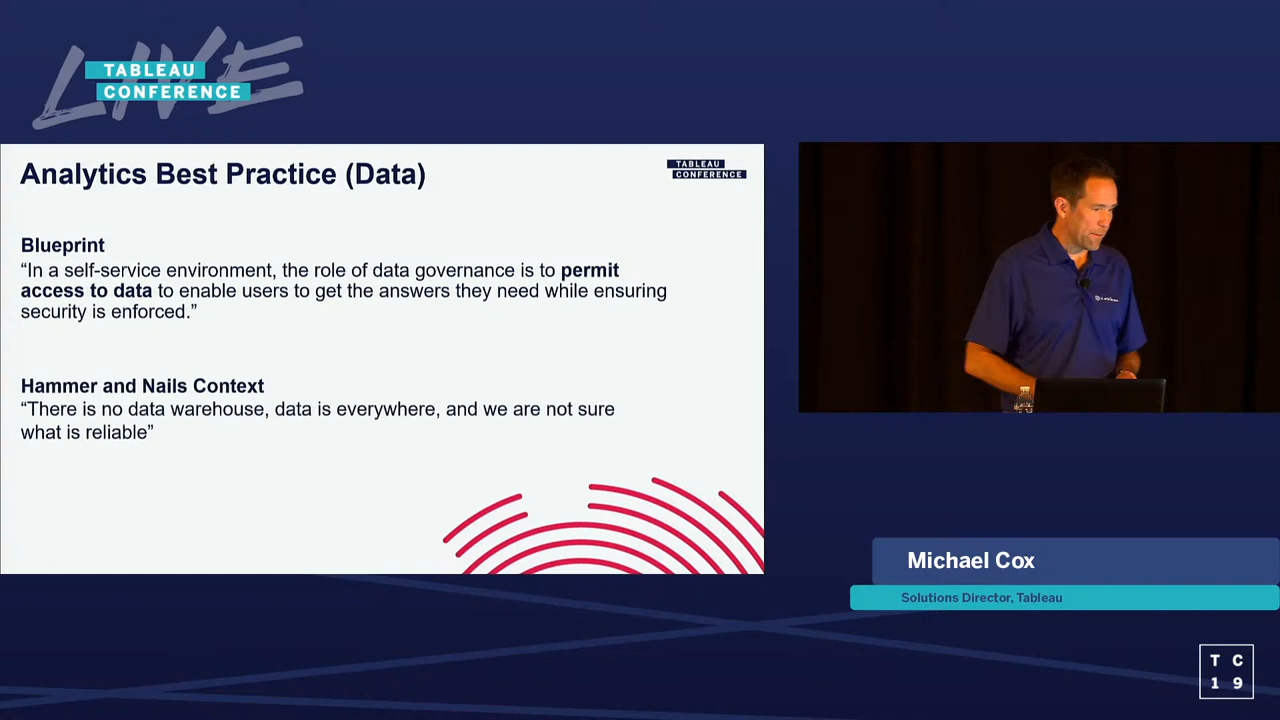 LIVE
TABLEAU
CONFERENCE
Analytics Best Practice (Data)
TABLEAU
CONFERENCE
Blueprint
“In a self-service environment, the role of data governance is to permit
access to data to enable users to get the answers they need while ensuring
security is enforced.”
Hammer and Nails Context
“There is no data warehouse, data is everywhere, and we are not sure
what is reliable”
Michael Cox
Solutions Director, Tableau
T C
1 9